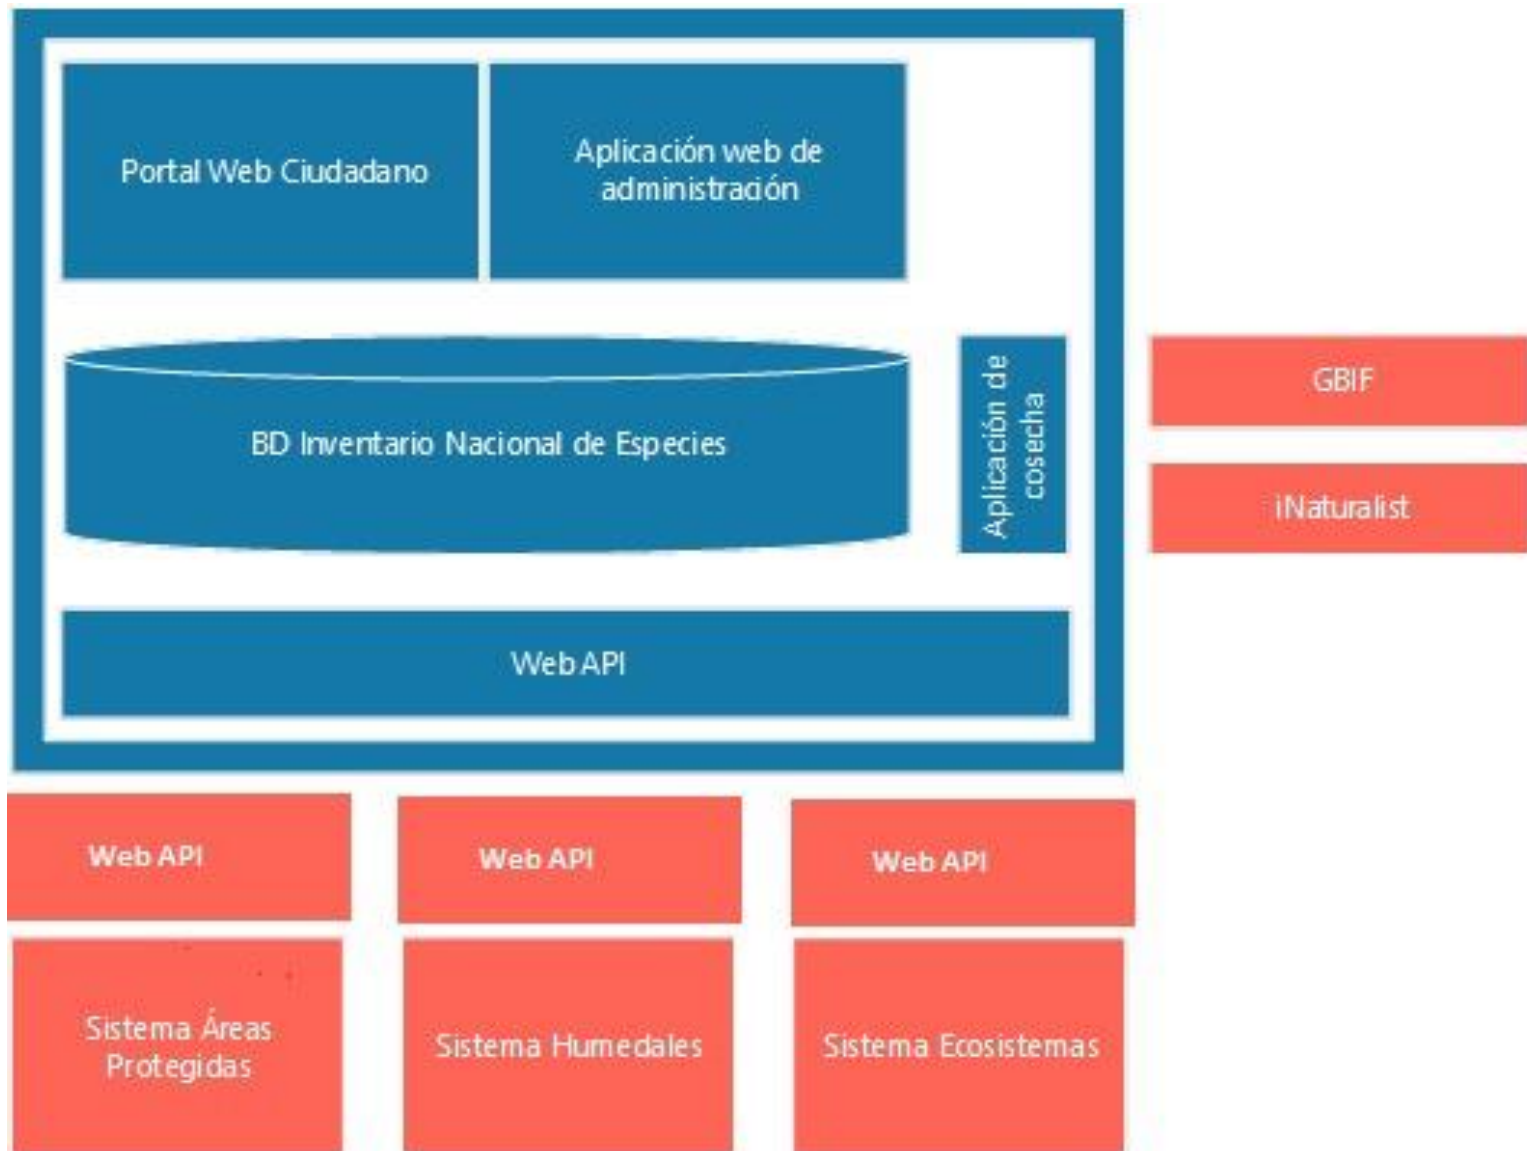 Portal Web Ciudadano
Aplicación web de
administración
BD Inventario Nacional de Especies
Aplicación de
cosecha
GBIF
iNaturalist
Web API
Web API
Web API
Web API
Sistema Áreas
Protegidas
Sistema Humedales
Sistema Ecosistemas